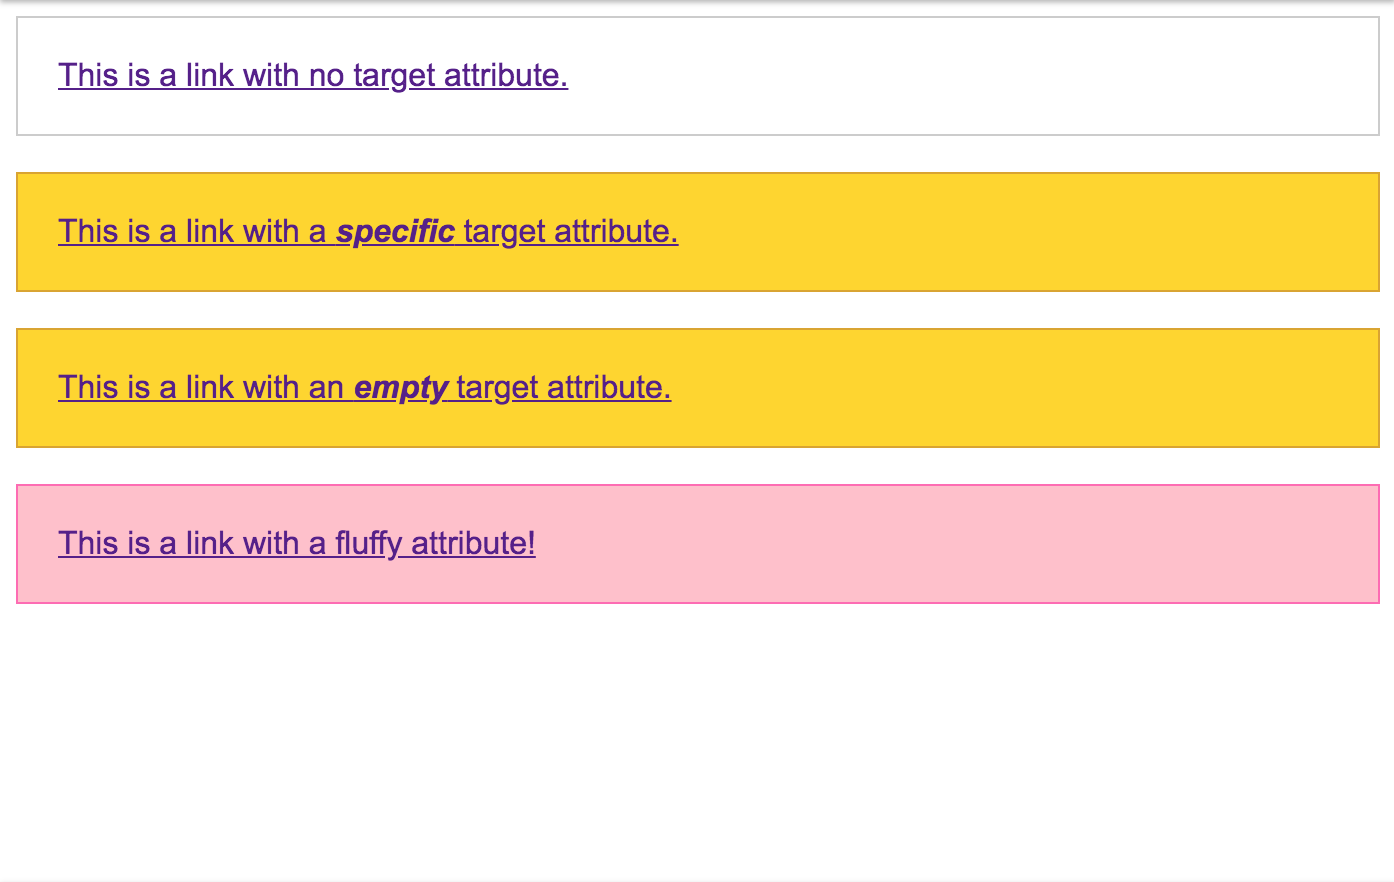 This is a link with no target attribute.
This is a link with a specific target attribute.
This is a link with an empty target attribute.
This is a link with a fluffy attribute!